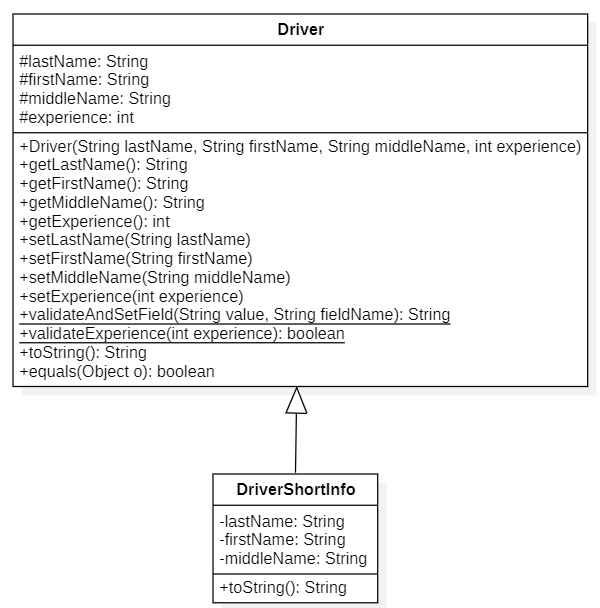 Driver
#lastName: String
#firstName: String
#middleName: String
#experience: int
+Driver(String lastName, String firstName, String middleName, int experience)
+getLastName(): String
+getFirstName(): String
+getMiddleName(): String
+getExperience(): int
+setLastName(String lastName)
+setFirstName(String firstName)
+setMiddleName(String middleName)
+setExperience(int experience)
+validateAndSetField(String value, String fieldName): String
+validateExperience(int experience): boolean
+toString(): String
+equals(Object o): boolean
DriverShortInfo
-lastName: String
-firstName: String
-middleName: String
+toString(): String